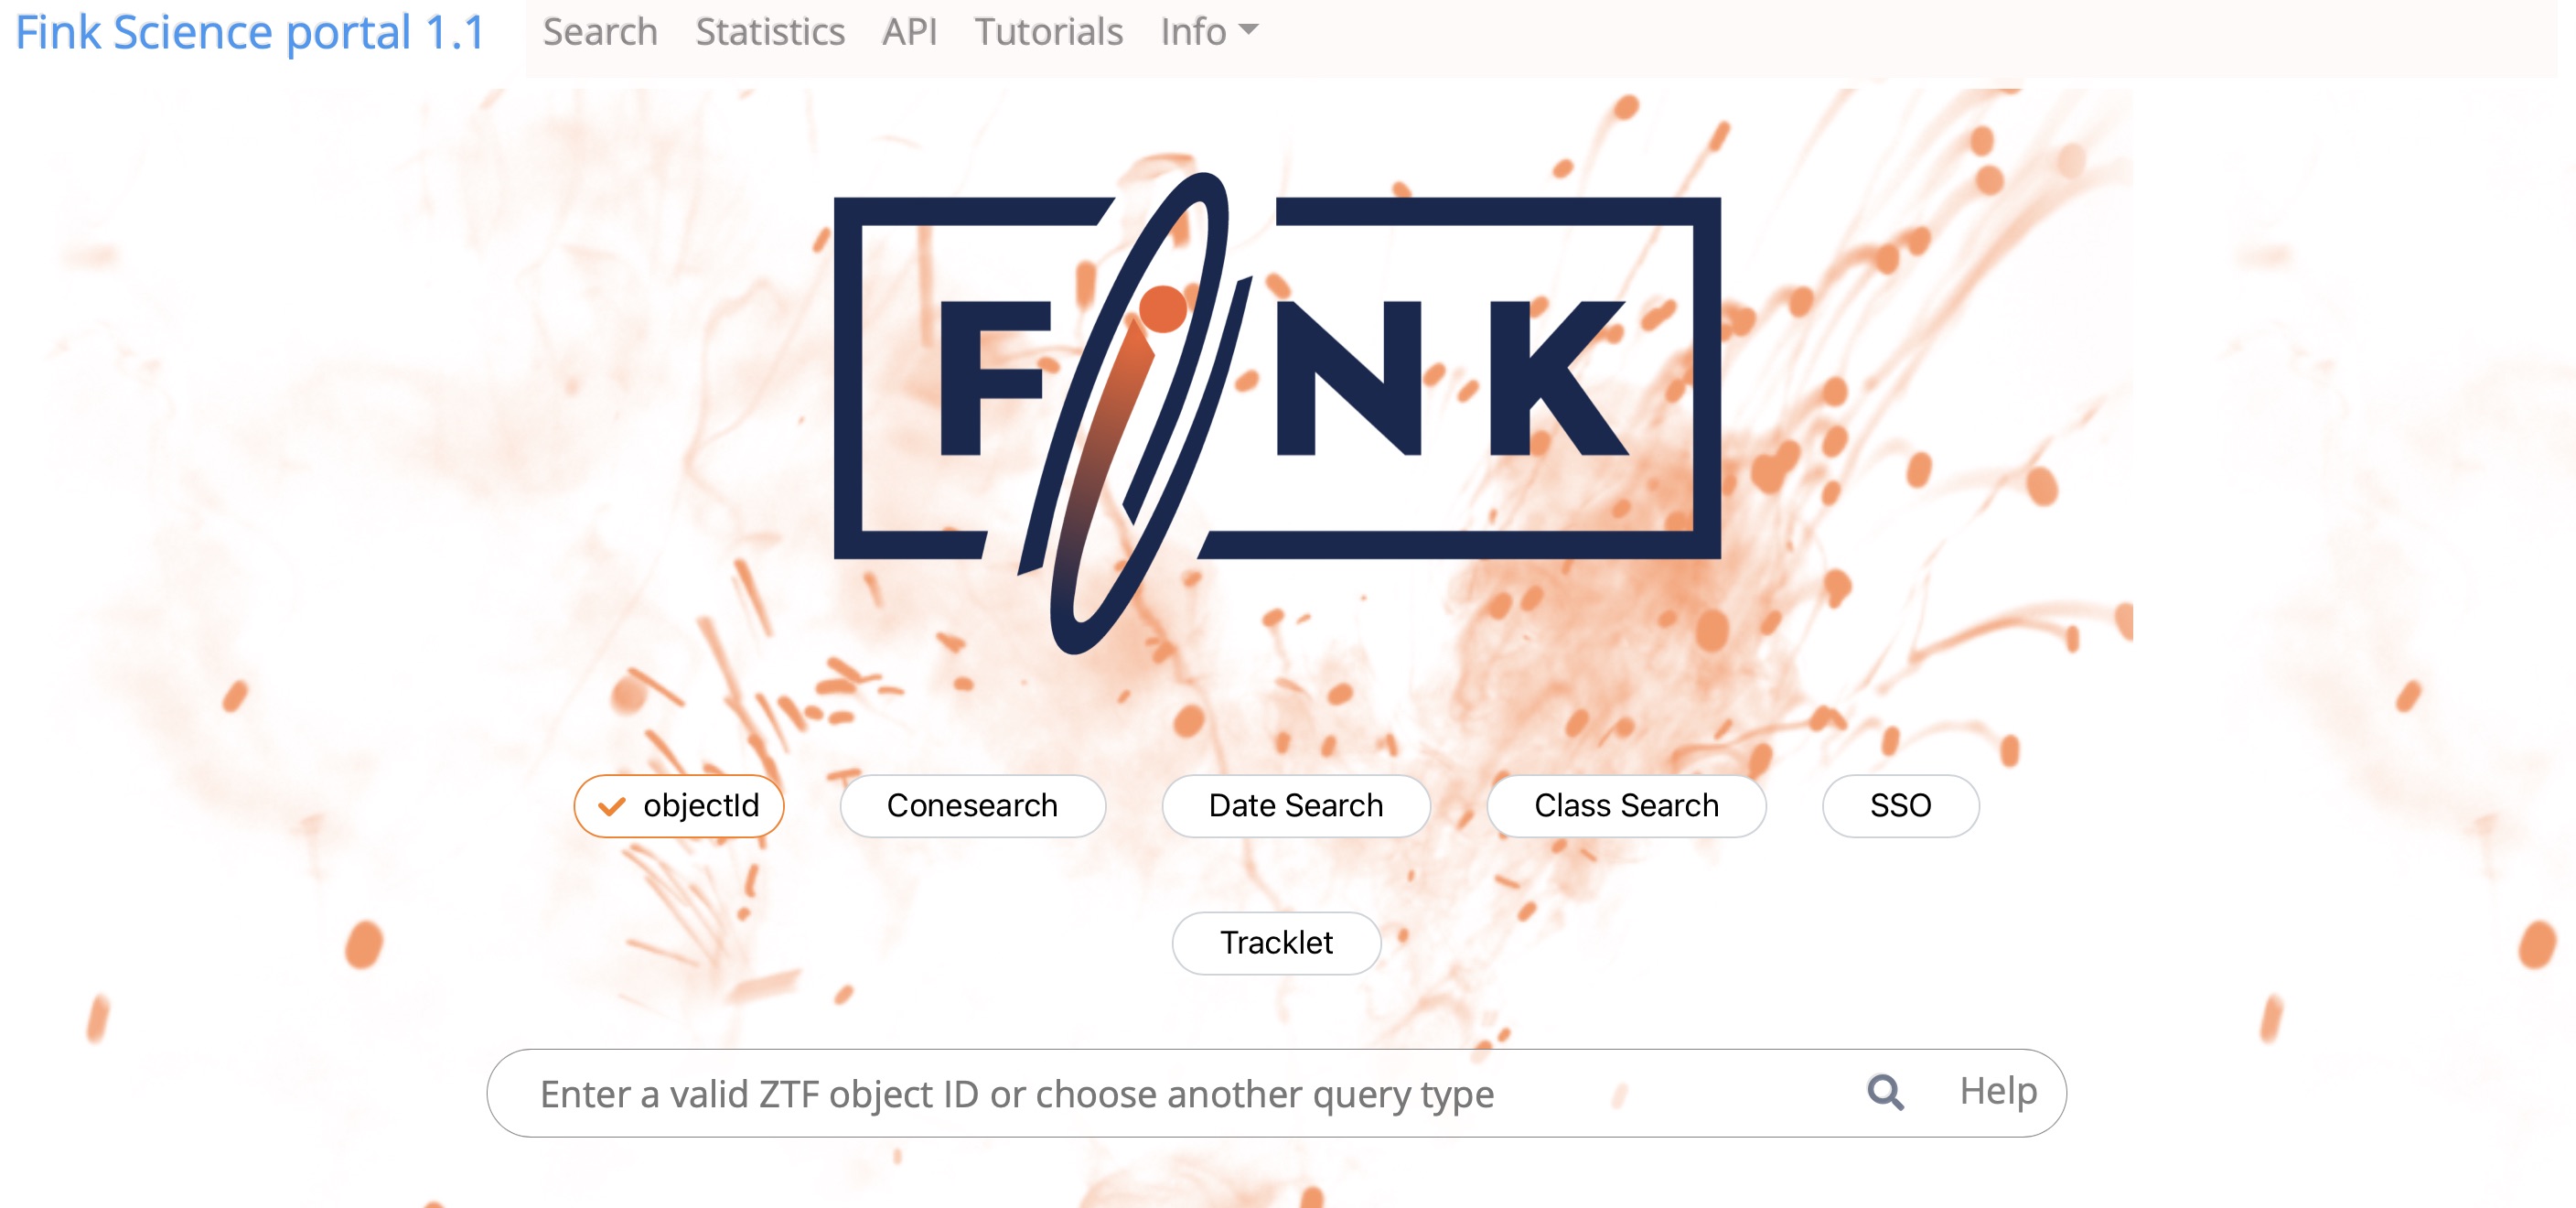 Fink Science portal 1.1 Search Statistics API Tutorials Info
FiNK
objectId Conesearch Date Search Class Search SSO
Tracklet
Enter a valid ZTF object ID or choose another query type Help